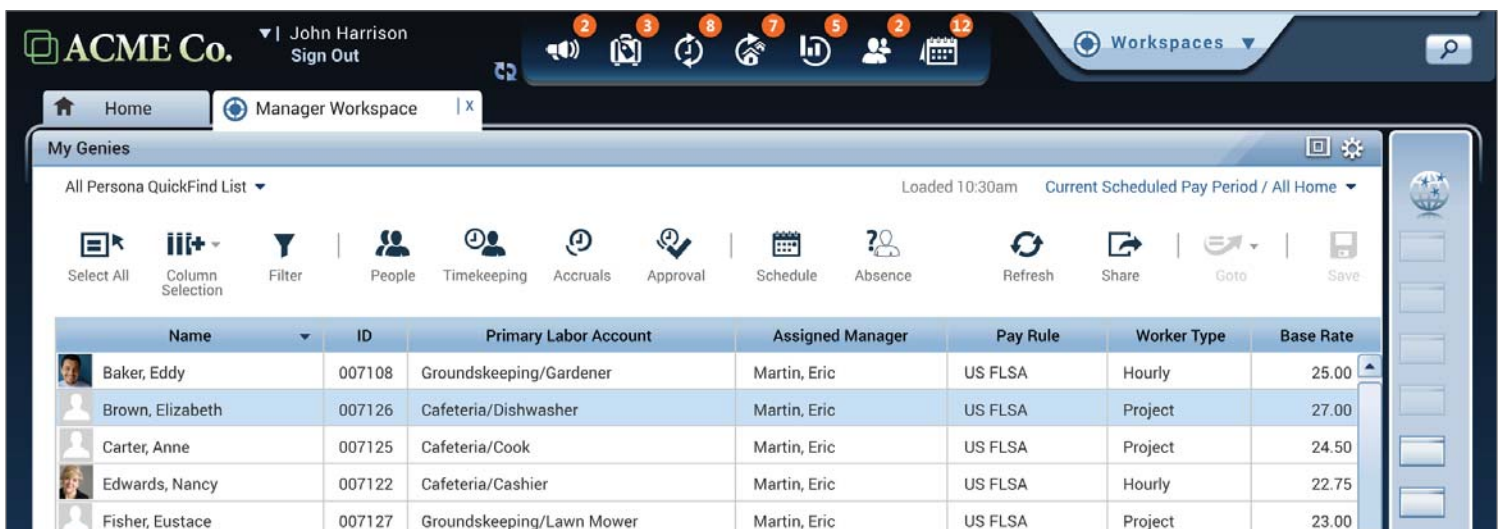 ACME Co.
John Harrison
Sign Out
2 3 8 7 5 2 12
Workspaces
Home
Manager Workspace | x
My Genies
All Persona QuickFind List
Loaded 10:30am Current Scheduled Pay Period / All Home
Select All Column Selection Filter People Timekeeping Accruals Approval Schedule Absence Refresh Share Goto Save
Name ID Primary Labor Account Assigned Manager Pay Rule Worker Type Base Rate
Baker, Eddy 007108 Groundskeeping/Gardener Martin, Eric US FLSA Hourly 25.00
Brown, Elizabeth 007126 Cafeteria/Dishwasher Martin, Eric US FLSA Project 27.00
Carter, Anne 007125 Cafeteria/Cook Martin, Eric US FLSA Project 24.50
Edwards, Nancy 007122 Cafeteria/Cashier Martin, Eric US FLSA Hourly 22.75
Fisher, Eustace 007127 Groundskeeping/Lawn Mower Martin, Eric US FLSA Project 23.00